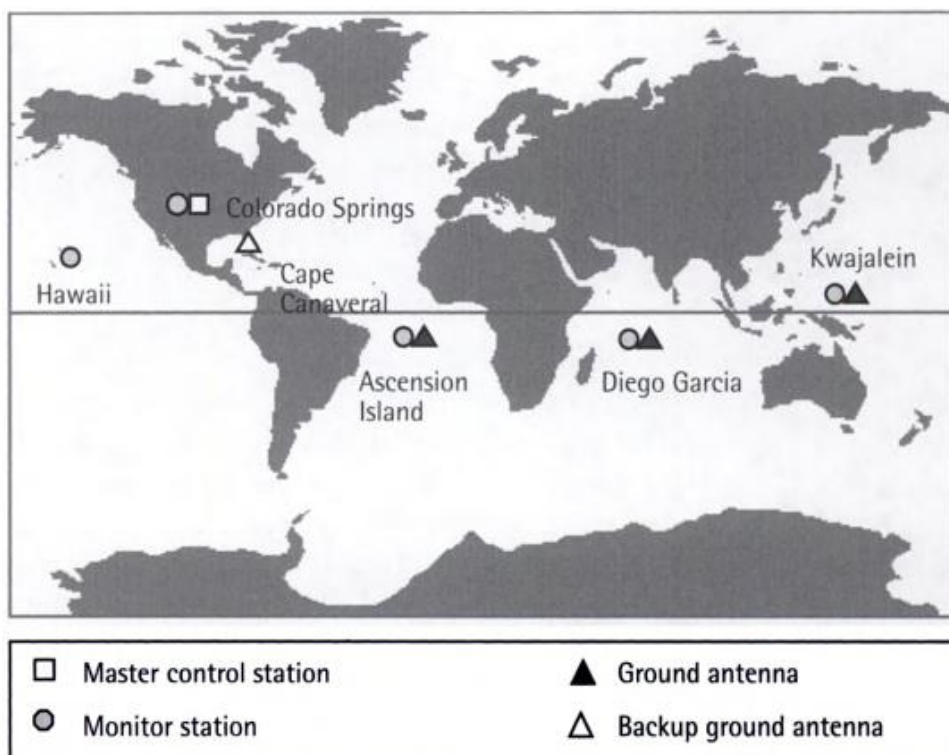 Colorado Springs
Kwajalein
Hawaii
Cape
Canaveral
Ascension
Island
Diego Garcia
Master control station
Ground antenna
Monitor station
Backup ground antenna